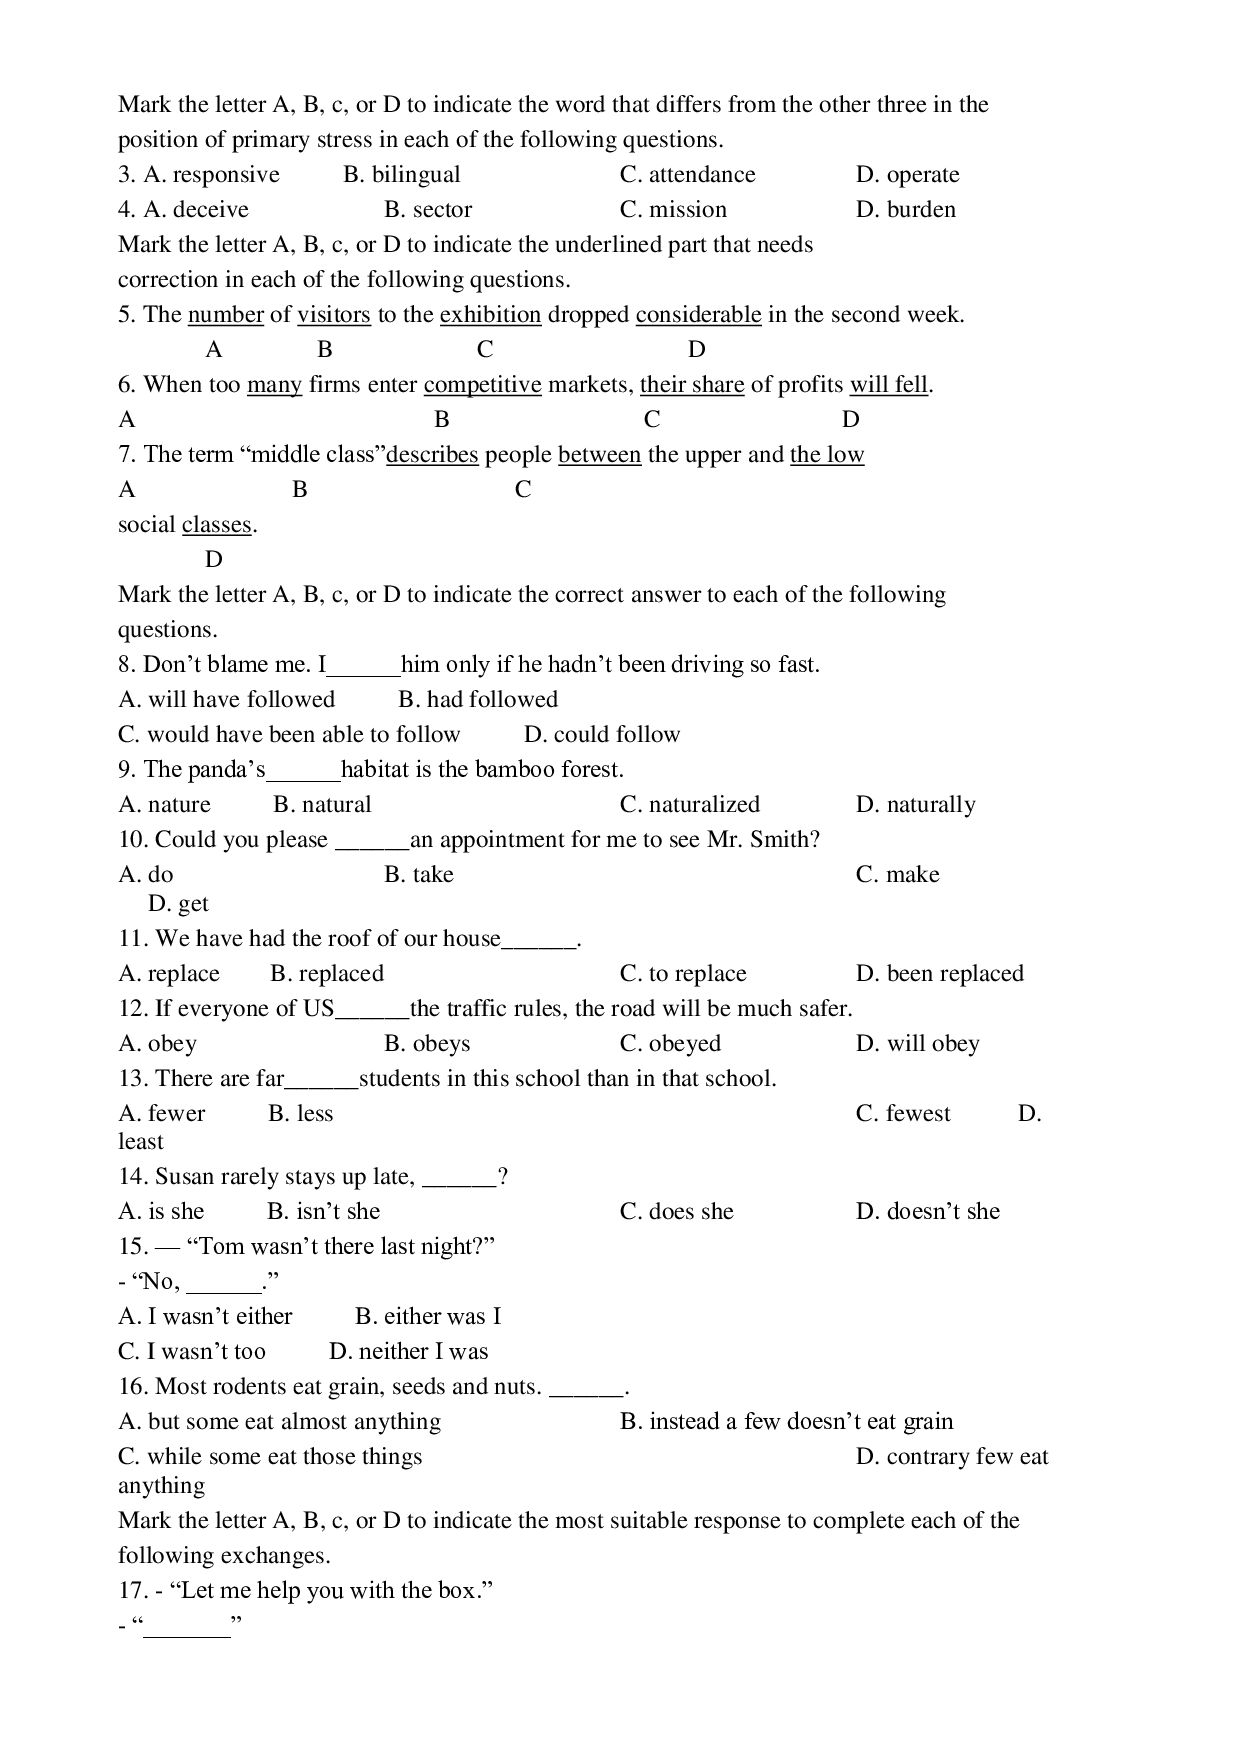 Mark the letter A, B, c, or D to indicate the word that differs from the other three in the
position of primary stress in each of the following questions.
3. A. responsive B. bilingual C. attendance D. operate
4. A. deceive B. sector C. mission D. burden
Mark the letter A, B, c, or D to indicate the underlined part that needs
correction in each of the following questions.
5. The number of visitors to the exhibition dropped considerable in the second week.
A B C D
6. When too many firms enter competitive markets, their share of profits will fell.
A B C D
7. The term “middle class”describes people between the upper and the low
A B C
social classes.
D
Mark the letter A, B, c, or D to indicate the correct answer to each of the following
questions.
8. Don’t blame me. I______him only if he hadn’t been driving so fast.
A. will have followed B. had followed
C. would have been able to follow D. could follow
9. The panda’s______habitat is the bamboo forest.
A. nature B. natural C. naturalized D. naturally
10. Could you please ______an appointment for me to see Mr. Smith?
A. do B. take C. make
D. get
11. We have had the roof of our house______.
A. replace B. replaced C. to replace D. been replaced
12. If everyone of US______the traffic rules, the road will be much safer.
A. obey B. obeys C. obeyed D. will obey
13. There are far______students in this school than in that school.
A. fewer B. less C. fewest D.
least
14. Susan rarely stays up late, ______?
A. is she B. isn’t she C. does she D. doesn’t she
15. — “Tom wasn’t there last night?”
- “No, ______.”
A. I wasn’t either B. either was I
C. I wasn’t too D. neither I was
16. Most rodents eat grain, seeds and nuts. ______.
A. but some eat almost anything B. instead a few doesn’t eat grain
C. while some eat those things D. contrary few eat
anything
Mark the letter A, B, c, or D to indicate the most suitable response to complete each of the
following exchanges.
17. - “Let me help you with the box.”
- “_______”